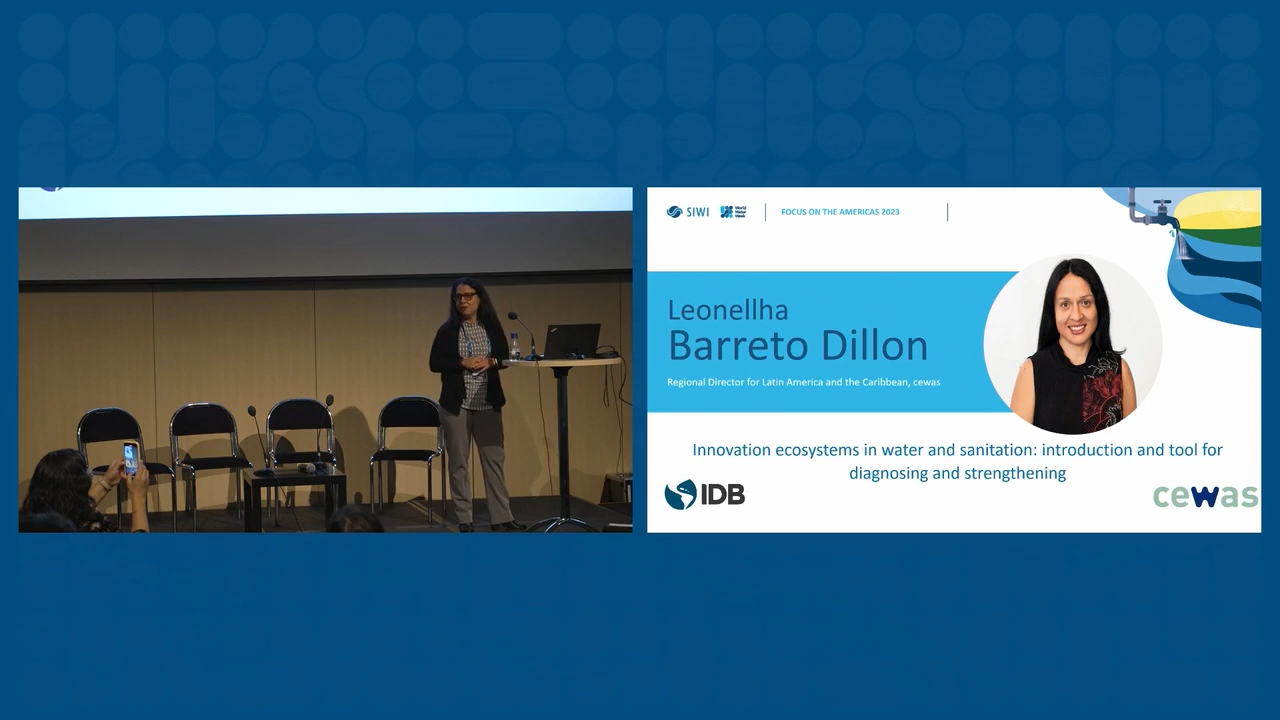 SIWI
World
Water
Week
FOCUS ON THE AMERICAS 2023
Leonellha
Barreto Dillon
Regional Director for Latin America and the Caribbean, cewas
Innovation ecosystems in water and sanitation: introduction and tool for
diagnosing and strengthening
IDB
cewas